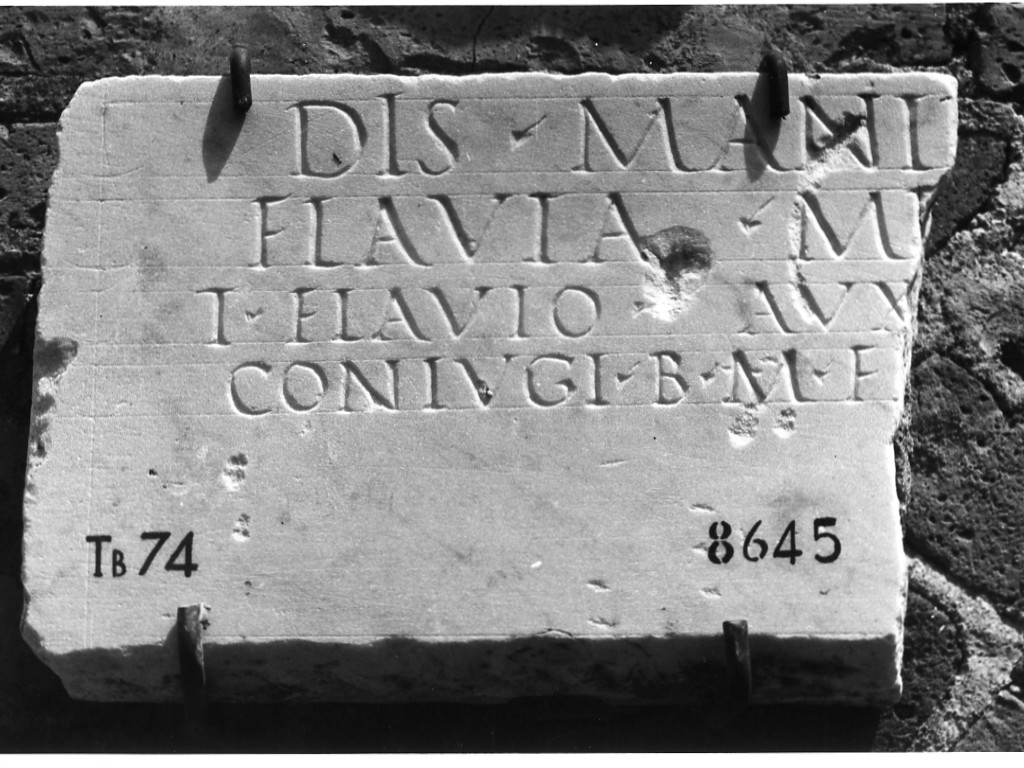 DIS · MANI
FLAVIA · M
T · FLAVIO · AVX
CONIVGI · B · M · F
TB 74 8645